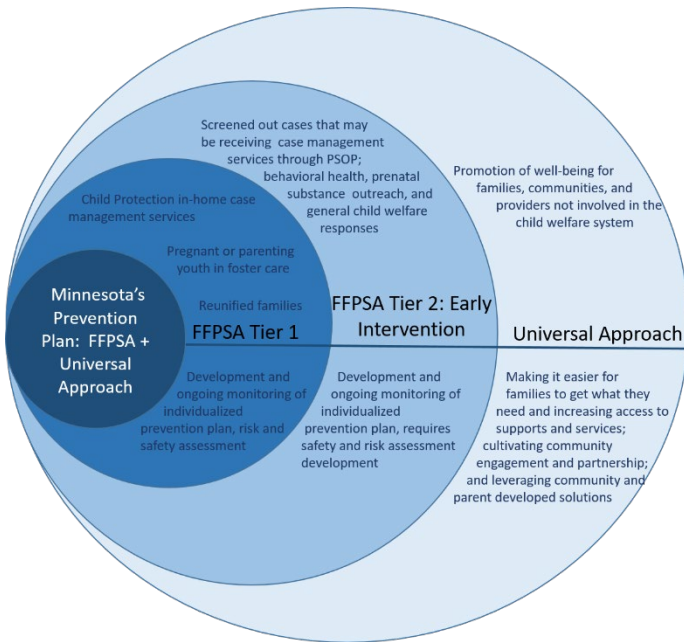 Screened out cases that may
be receiving case management
services through PSOP;
behavioral health, prenatal
substance outreach, and
general child welfare
responses
Promotion of well-being for
families, communities, and
providers not involved in the
child welfare system
Child Protection in-home case
management services
Pregnant or parenting
youth in foster care
Reunified families
Minnesota's
Prevention
Plan: FFPSA +
Universal
Approach
FFPSA Tier 1
FFPSA Tier 2: Early
Intervention
Universal Approach
Development and
ongoing monitoring of
individualized
prevention plan, risk and
safety assessment
Development and
ongoing monitoring of
individualized
prevention plan, requires
safety and risk assessment
development
Making it easier for
families to get what they
need and increasing access to
supports and services;
cultivating community
engagement and partnership;
and leveraging community and
parent developed solutions